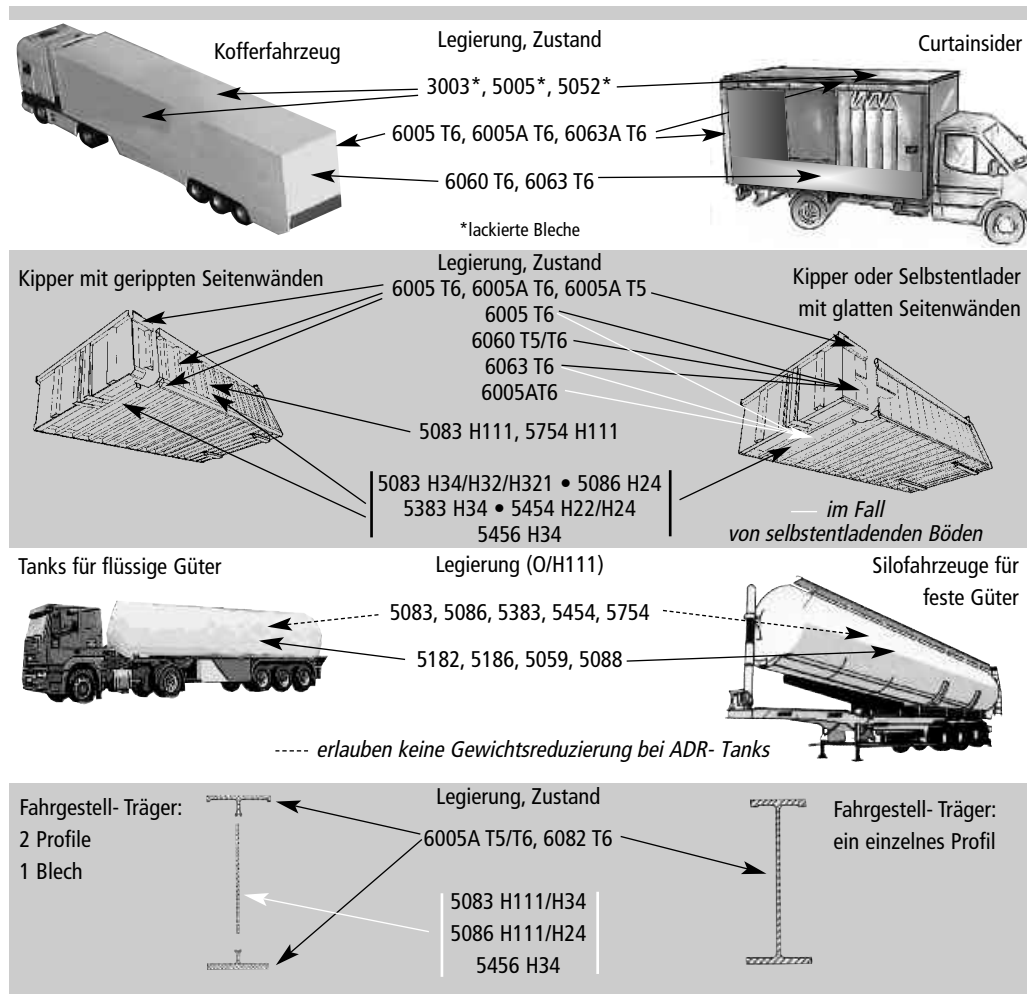 Kofferfahrzeug
Legierung, Zustand
Curtainsider
3003*, 5005*, 5052*
6005 T6, 6005A T6, 6063A T6
6060 T6, 6063 T6
*lackierte Bleche
Kipper mit gerippten Seitenwänden
Legierung, Zustand
Kipper oder Selbstentlader
mit glatten Seitenwänden
6005 T6, 6005A T6, 6005A T5
6005 T6
6060 T5/T6
6063 T6
6005AT6
5083 H111, 5754 H111
5083 H34/H32/H321 • 5086 H24
5383 H34 • 5454 H22/H24
5456 H34
im Fall
von selbstentladenden Böden
Tanks für flüssige Güter
Legierung (O/H111)
Silofahrzeuge für
feste Güter
5083, 5086, 5383, 5454, 5754
5182, 5186, 5059, 5088
----- erlauben keine Gewichtsreduzierung bei ADR- Tanks
Fahrgestell- Träger:
2 Profile
1 Blech
Legierung, Zustand
Fahrgestell- Träger:
ein einzelnes Profil
6005A T5/T6, 6082 T6
5083 H111/H34
5086 H111/H24
5456 H34